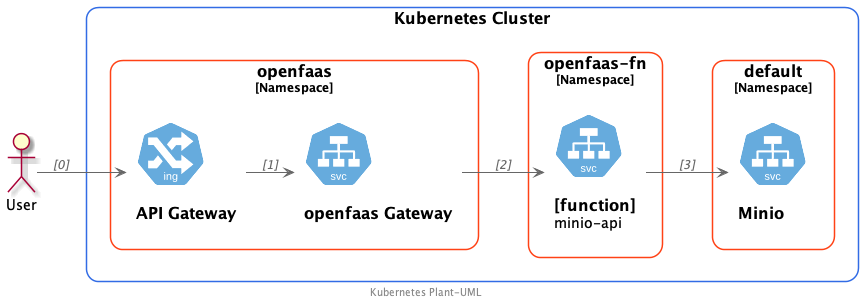 Kubernetes Cluster
openfaas
[Namespace]
openfaas-fn
[Namespace]
default
[Namespace]
[0]
[1]
[2]
[3]
ing
svc
svc
svc
User
API Gateway
openfaas Gateway
[function]
minio-api
Minio
Kubernetes Plant-UML